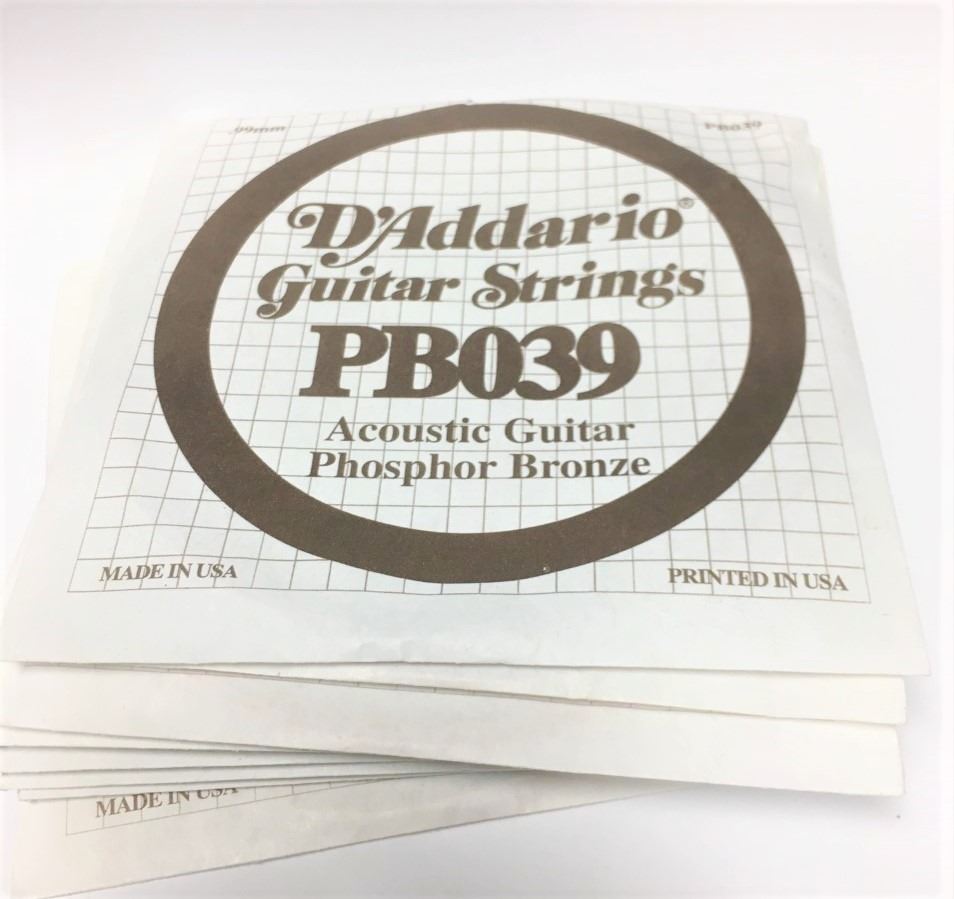 .99mm
PB039
D'Addario®
Guitar Strings
PB039
Acoustic Guitar
Phosphor Bronze
MADE IN USA
PRINTED IN USA
MADE IN USA